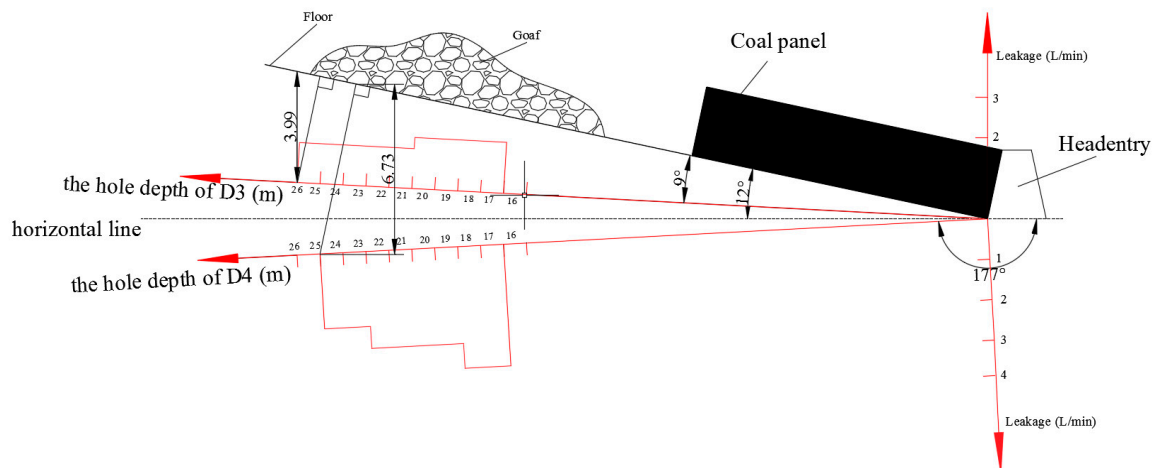 Floor
Goaf
Coal panel
Leakage (L/min)
3
2
Headentry
3.99
6.73
9°
12°
the hole depth of D3 (m)
26 25 24 23 22 21 20 19 18 17 16
horizontal line
26 25 24 23 22 21 20 19 18 17 16
the hole depth of D4 (m)
177°
1
2
3
4
Leakage (L/min)